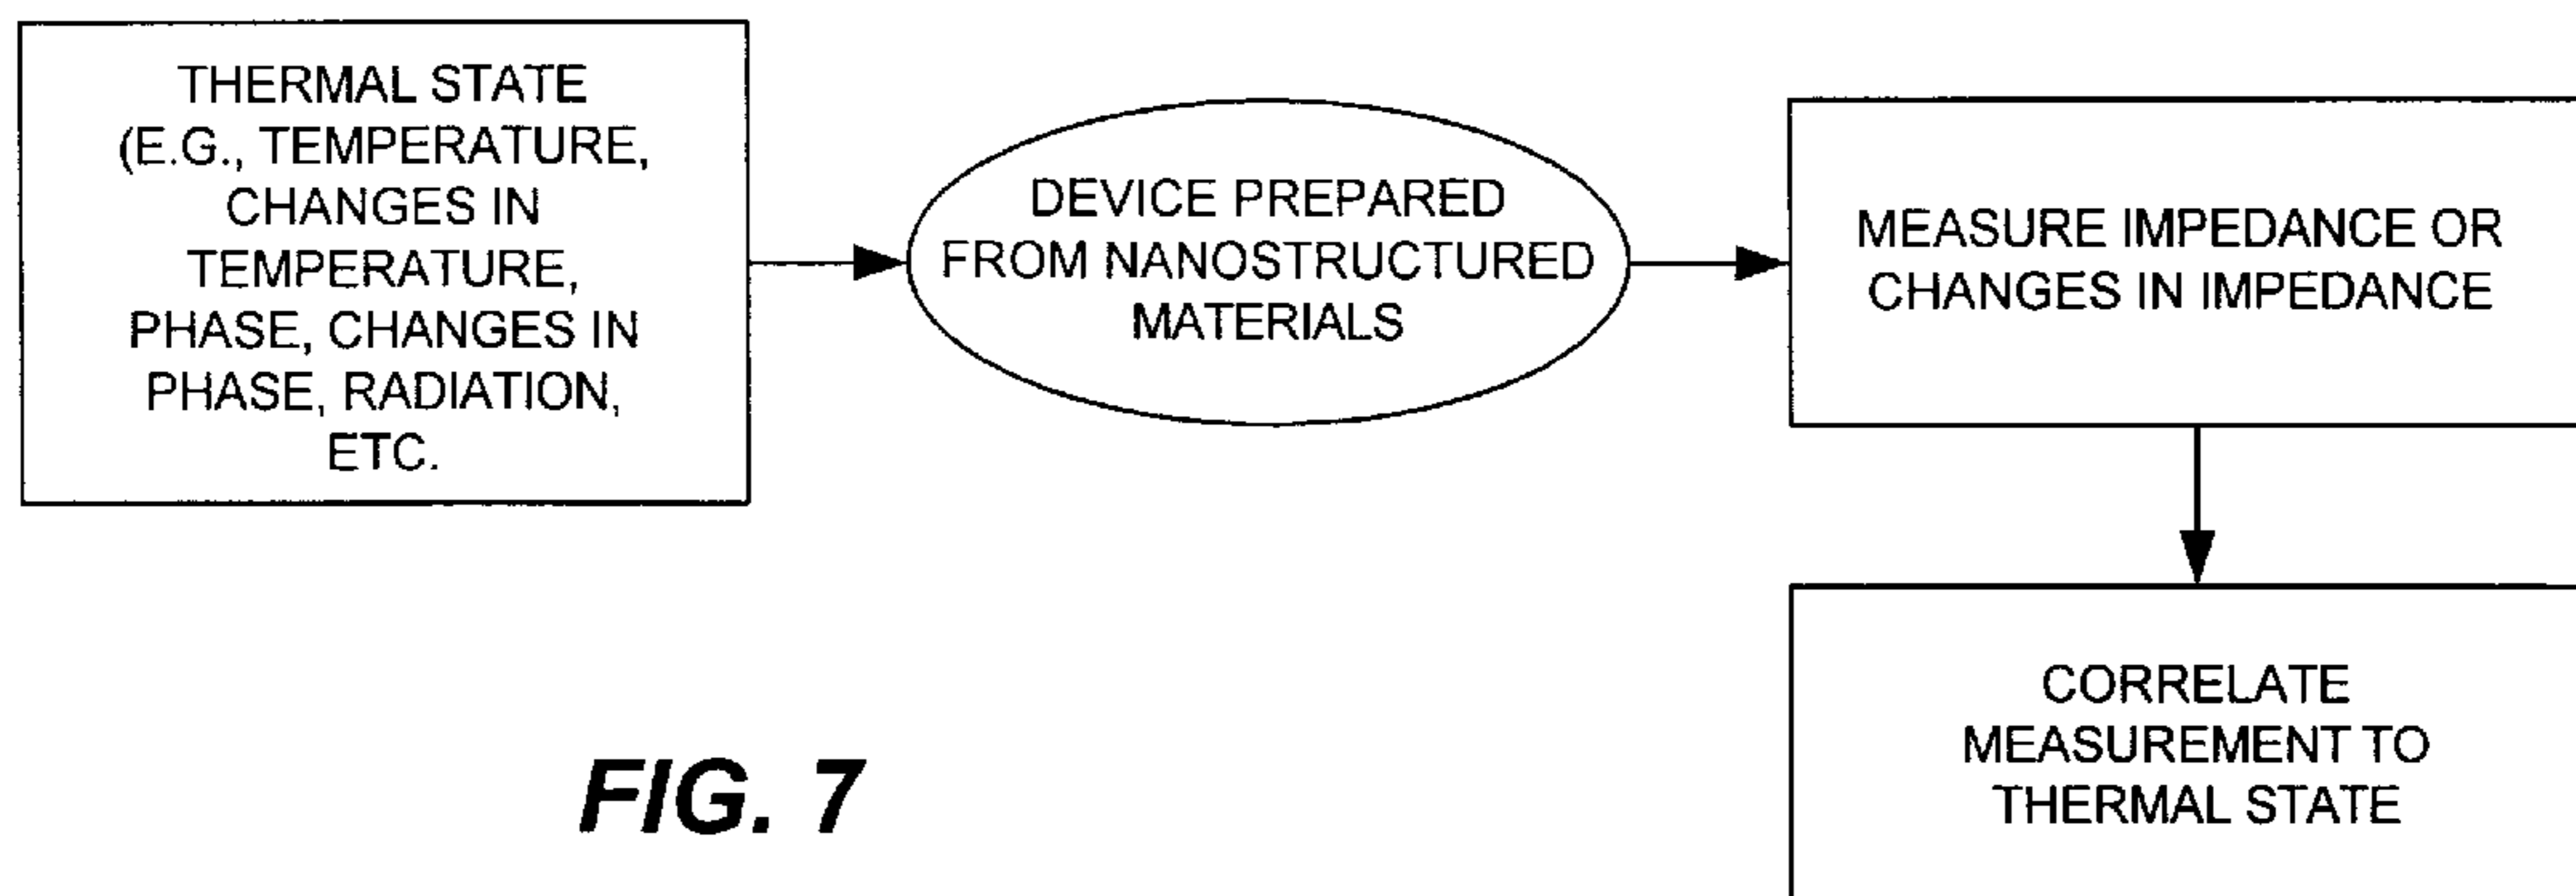 THERMAL STATE
(E.G., TEMPERATURE,
CHANGES IN
TEMPERATURE,
PHASE, CHANGES IN
PHASE, RADIATION,
ETC.
DEVICE PREPARED
FROM NANOSTRUCTURED
MATERIALS
MEASURE IMPEDANCE OR
CHANGES IN IMPEDANCE
CORRELATE
MEASUREMENT TO
THERMAL STATE
FIG. 7